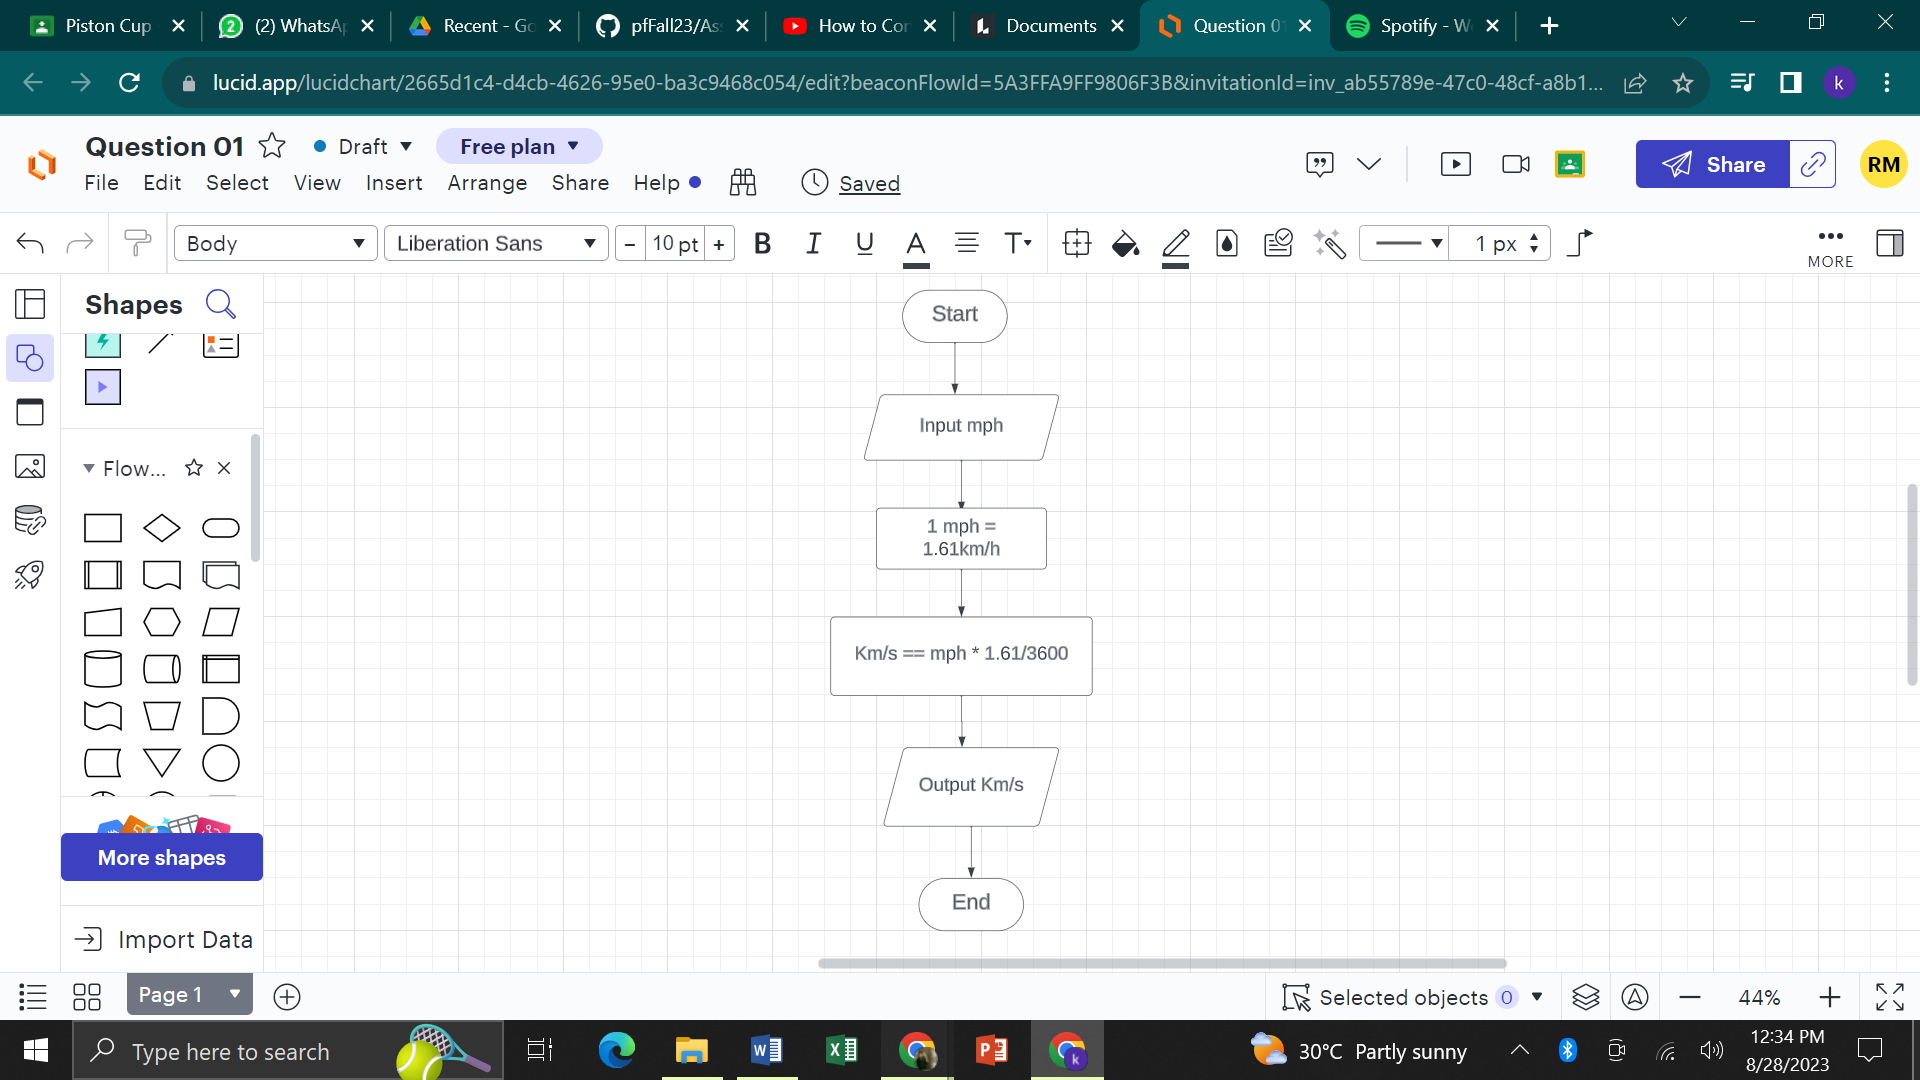 Piston Cup
(2) WhatsAp
Recent - Go
pfFall23/Ass
How to Con
Documents
Question 01
Spotify - We
lucid.app/lucidchart/2665d1c4-d4cb-4626-95e0-ba3c9468c054/edit?beaconFlowId=5A3FFA9FF9806F3B&invitationId=inv_ab55789e-47c0-48cf-a8b1...
k
Question 01
Draft
Free plan
File Edit Select View Insert Arrange Share Help
Saved
Share
RM
Body
Liberation Sans
- 10 pt +
B I U A T
1 px
MORE
Shapes
Flow...
More shapes
Import Data
Start
Input mph
1 mph =
1.61km/h
Km/s == mph * 1.61/3600
Output Km/s
End
Page 1
Selected objects 0
44%
Type here to search
30°C Partly sunny
12:34 PM
8/28/2023